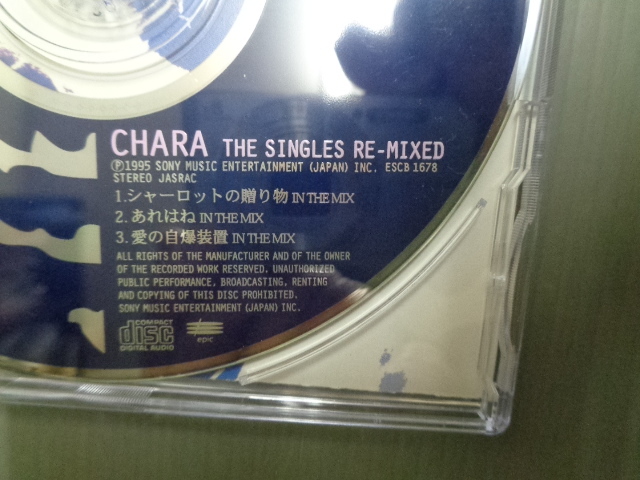 CHARA THE SINGLES RE-MIXED
Ⓟ1995 SONY MUSIC ENTERTAINMENT (JAPAN) INC. ESCB 1678
STEREO JASRAC
1.シャーロットの贈り物 IN THE MIX
2.あれはね IN THE MIX
3.愛の自爆装置 IN THE MIX
ALL RIGHTS OF THE MANUFACTURER AND OF THE OWNER
OF THE RECORDED WORK RESERVED. UNAUTHORIZED
PUBLIC PERFORMANCE, BROADCASTING, RENTING
AND COPYING OF THIS DISC PROHIBITED.
SONY MUSIC ENTERTAINMENT (JAPAN) INC.
COMPACT
disc
DIGITAL AUDIO
epic